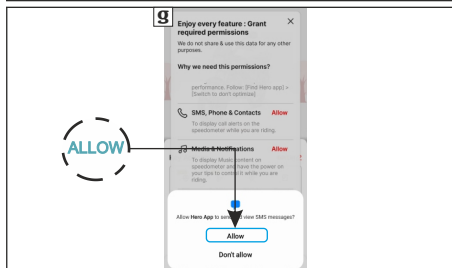 g
Enjoy every feature : Grant
required permissions
We do not share & use this data for any other
purposes.
Why we need this permissions?
performance, Follow: [Find Hero app] >
[Switch to don't optimize]
SMS, Phone & Contacts Allow
To display call alerts on the
speedometer while you are riding.
ALLOW
Media & Notifications Allow
To display Music content on
speedometer and have the power on
your tips to control it while you are
riding.
Allow Hero App to send and view SMS messages?
Allow
Don't allow